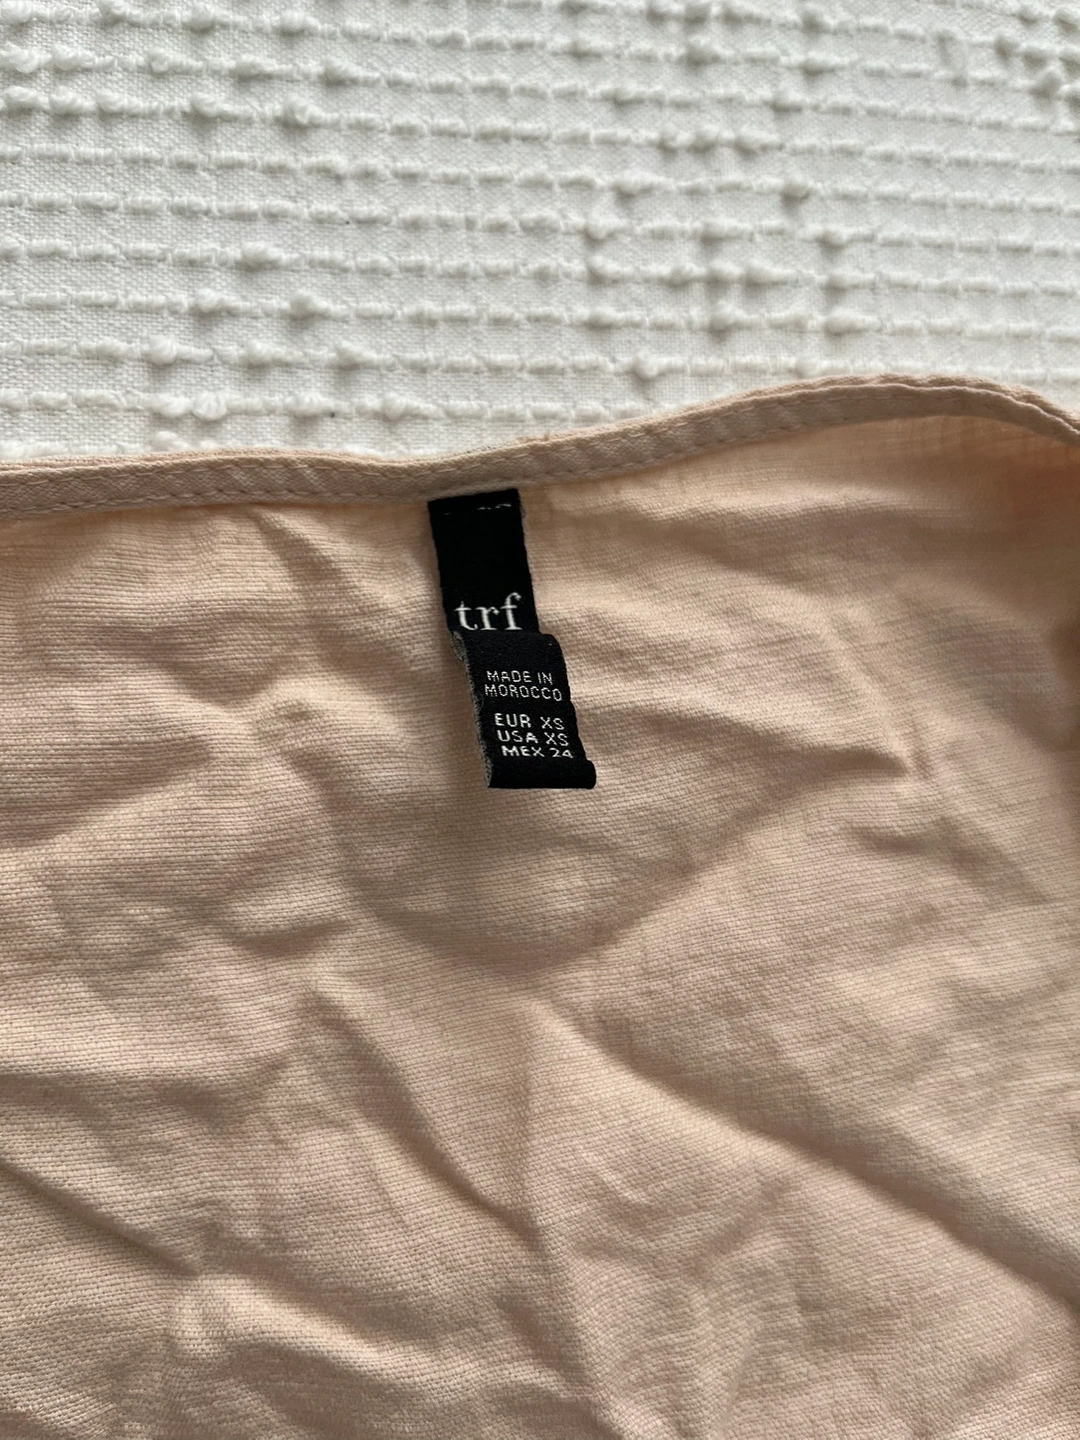 trf
MADE IN
MOROCCO
EUR XS
USA XS
MEX 24